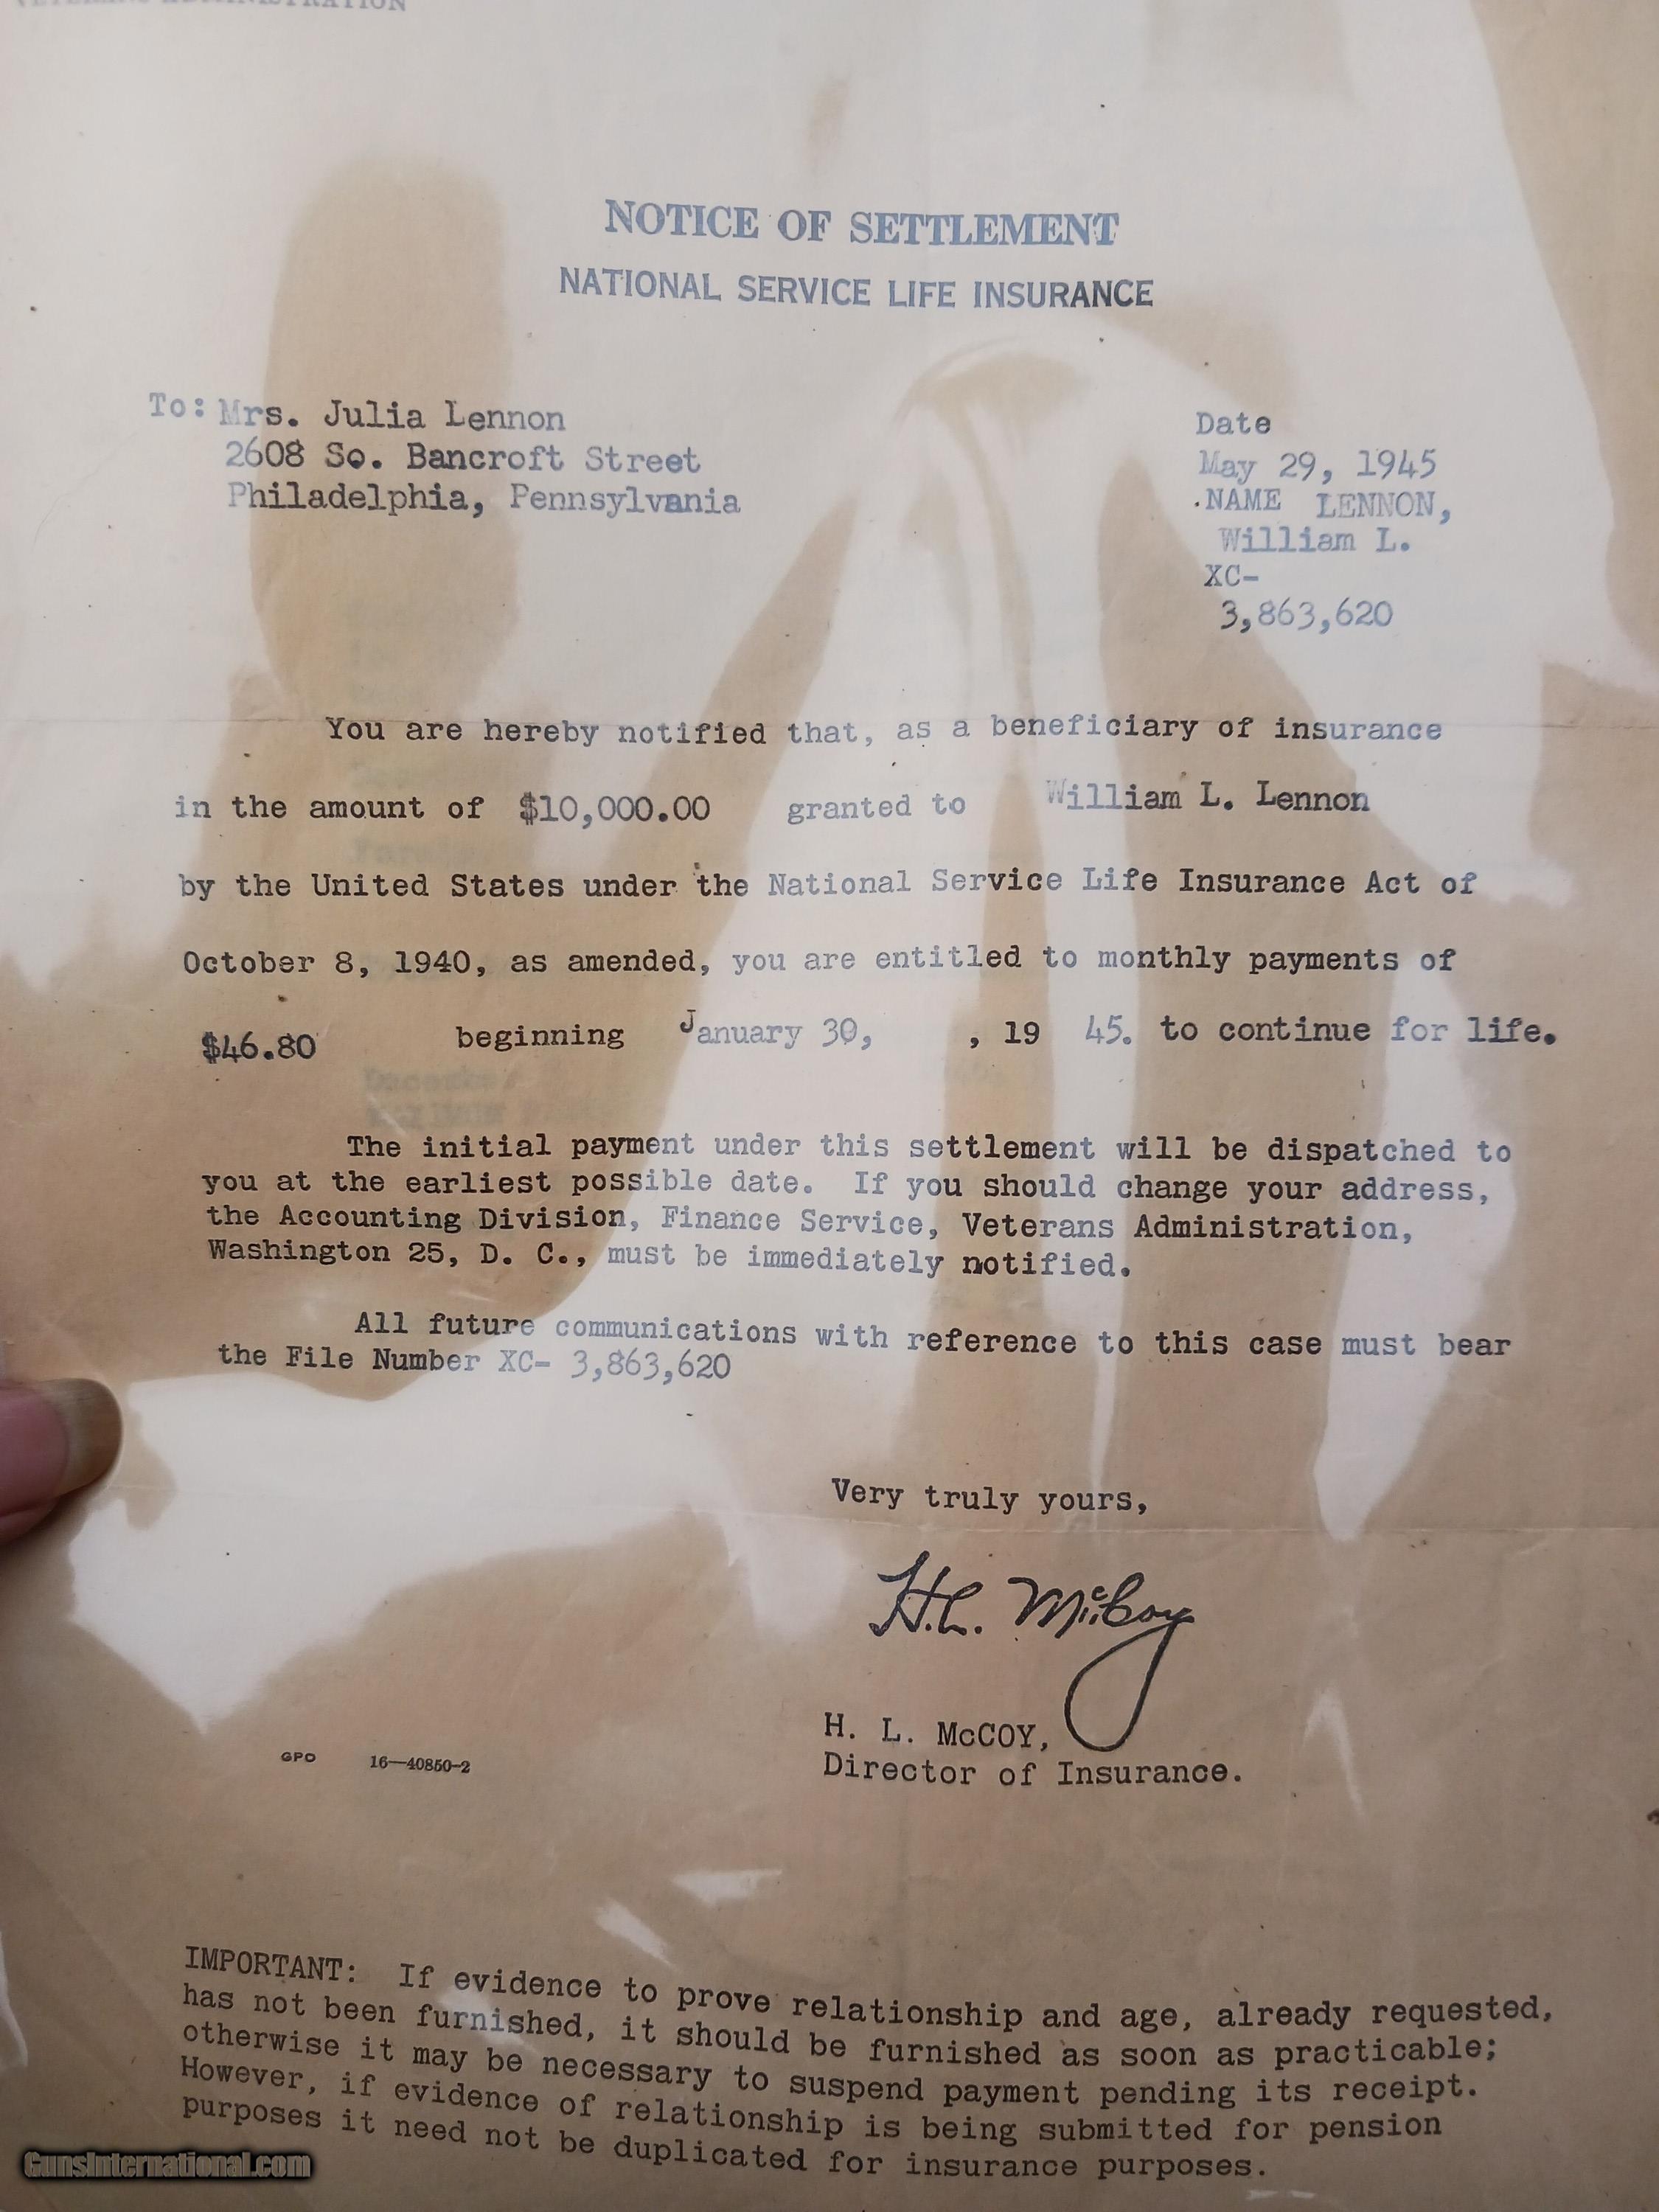 VETERANS ADMINISTRATION
NOTICE OF SETTLEMENT
NATIONAL SERVICE LIFE INSURANCE
To: Mrs. Julia Lennon
2608 So. Bancroft Street
Philadelphia, Pennsylvania
Date
May 29, 1945
NAME LENNON,
William L.
XC-
3,863,620
You are hereby notified that, as a beneficiary of insurance
in the amount of $10,000.00 granted to William L. Lennon
by the United States under the National Service Life Insurance Act of
October 8, 1940, as amended, you are entitled to monthly payments of
$46.80 beginning January 30, , 19 45. to continue for life.
The initial payment under this settlement will be dispatched to
you at the earliest possible date. If you should change your address,
the Accounting Division, Finance Service, Veterans Administration,
Washington 25, D. C., must be immediately notified.
All future communications with reference to this case must bear
the File Number XC- 3,863,620
Very truly yours,
H.L. McCoy
H. L. McCOY,
Director of Insurance.
GPO 16—40850-2
IMPORTANT: If evidence to prove relationship and age, already requested,
has not been furnished, it should be furnished as soon as practicable;
otherwise it may be necessary to suspend payment pending its receipt.
However, if evidence of relationship is being submitted for pension
purposes it need not be duplicated for insurance purposes.
GunsInternational.com